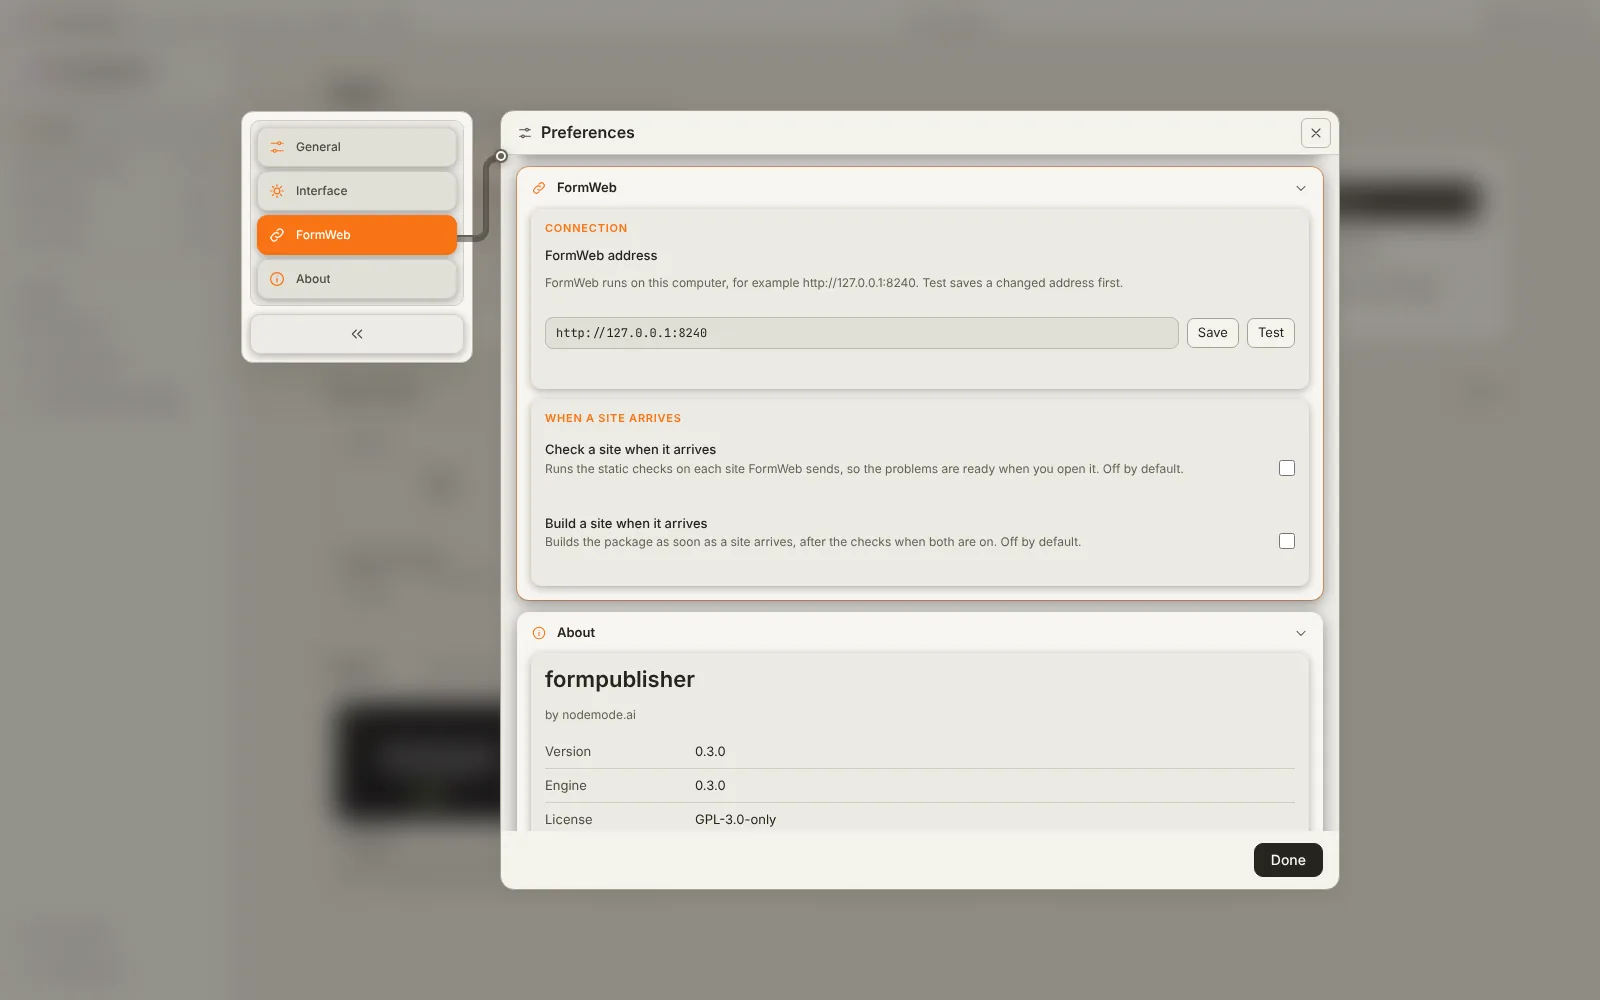 General
Interface
FormWeb
About
Preferences
FormWeb
CONNECTION
FormWeb address
FormWeb runs on this computer, for example http://127.0.0.1:8240. Test saves a changed address first.
http://127.0.0.1:8240
Save
Test
WHEN A SITE ARRIVES
Check a site when it arrives
Runs the static checks on each site FormWeb sends, so the problems are ready when you open it. Off by default.
Build a site when it arrives
Builds the package as soon as a site arrives, after the checks when both are on. Off by default.
About
formpublisher
by nodemode.ai
Version 0.3.0
Engine 0.3.0
License GPL-3.0-only
Done